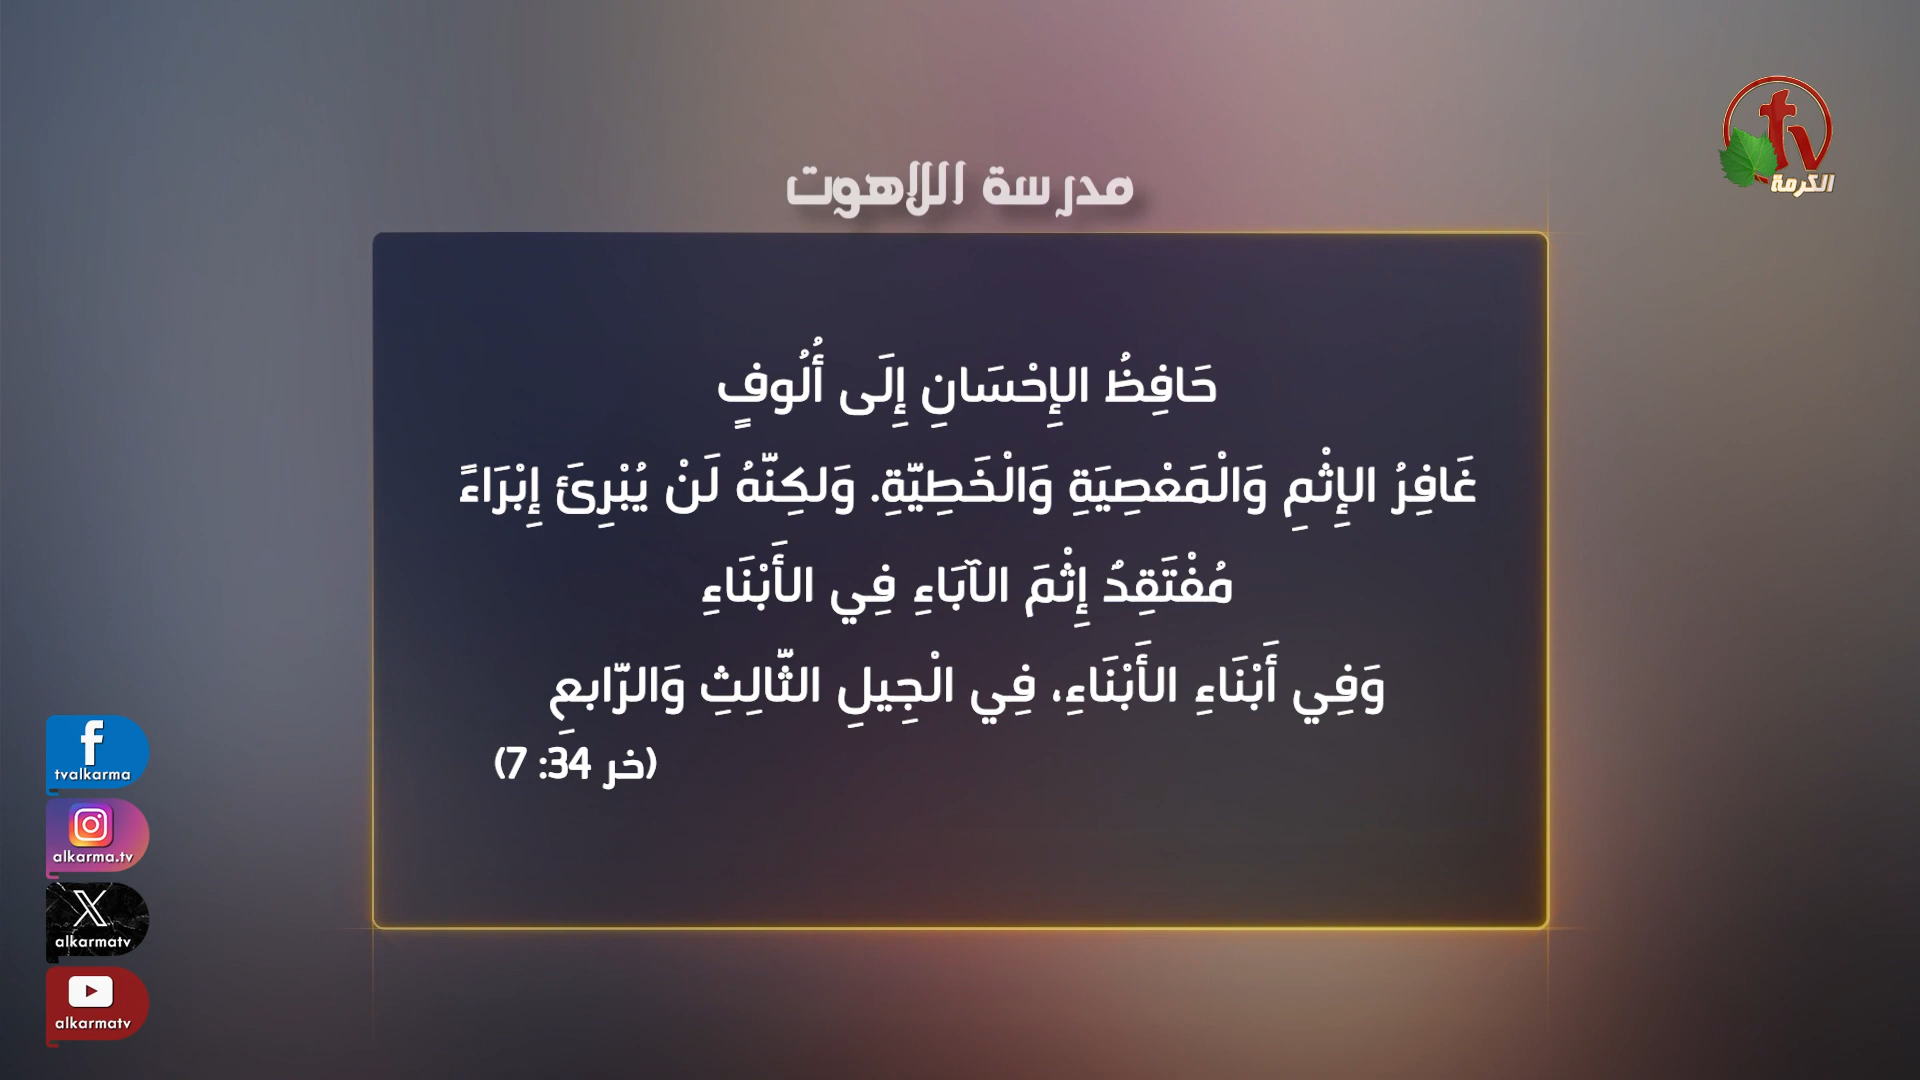 tv
الكرمة
مدرسة اللاهوت
حَافِظُ الإِحْسَانِ إِلَى أُلُوفٍ
غَافِرُ الإِثْمِ وَالْمَعْصِيَةِ وَالْخَطِيَّةِ. وَلكِنَّهُ لَنْ يُبْرِئَ إِبْرَاءً
مُفْتَقِدُ إِثْمَ الآبَاءِ فِي الأَبْنَاءِ
وَفِي أَبْنَاءِ الأَبْنَاءِ، فِي الْجِيلِ الثَّالِثِ وَالرَّابعِ
(خر 34: 7)
tvalkarma
alkarma.tv
alkarmatv
alkarmatv